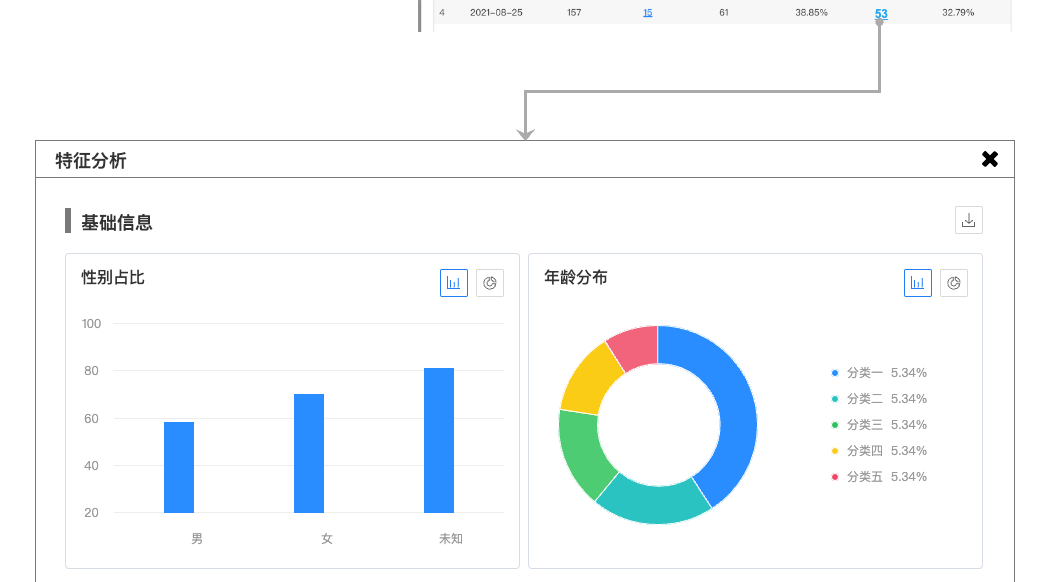 4 2021-08-25 157 15 61 38.85% 53 32.79%
特征分析
基础信息
性别占比
100
80
60
40
20
男 女 未知
年龄分布
分类一 5.34%
分类二 5.34%
分类三 5.34%
分类四 5.34%
分类五 5.34%